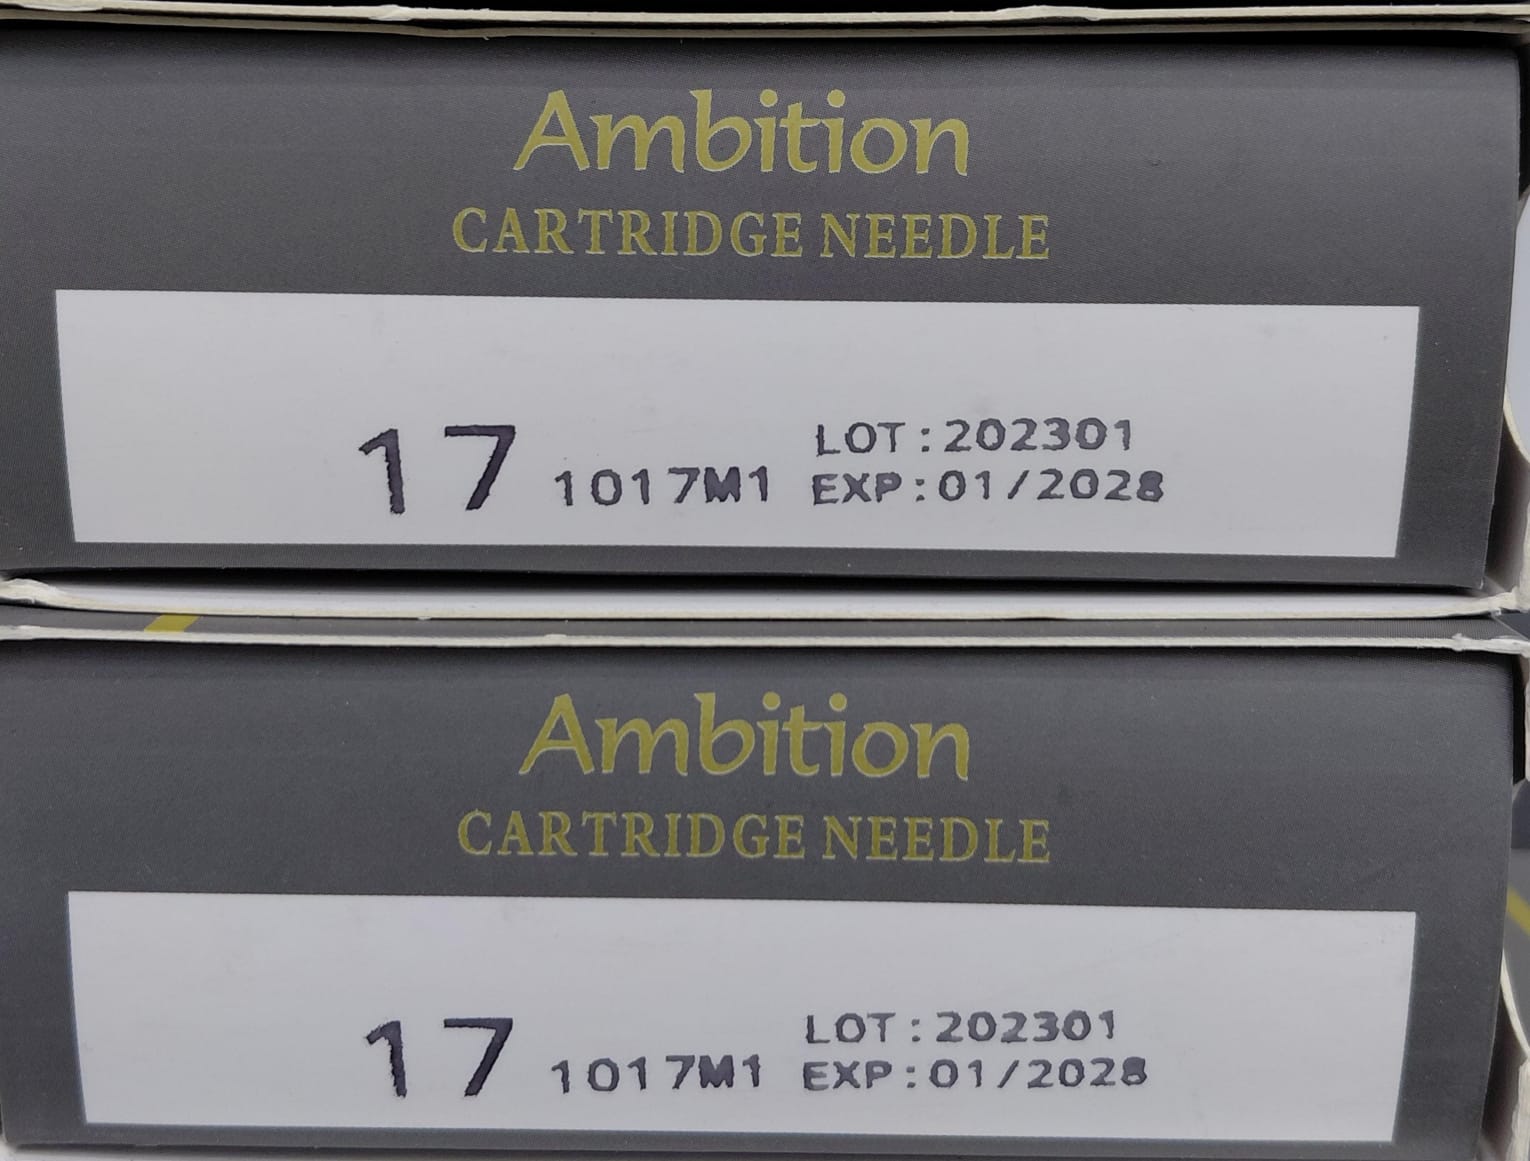 Ambition
CARTRIDGE NEEDLE
17 1017M1 LOT:202301
EXP:01/2028
Ambition
CARTRIDGE NEEDLE
17 1017M1 LOT:202301
EXP:01/2028